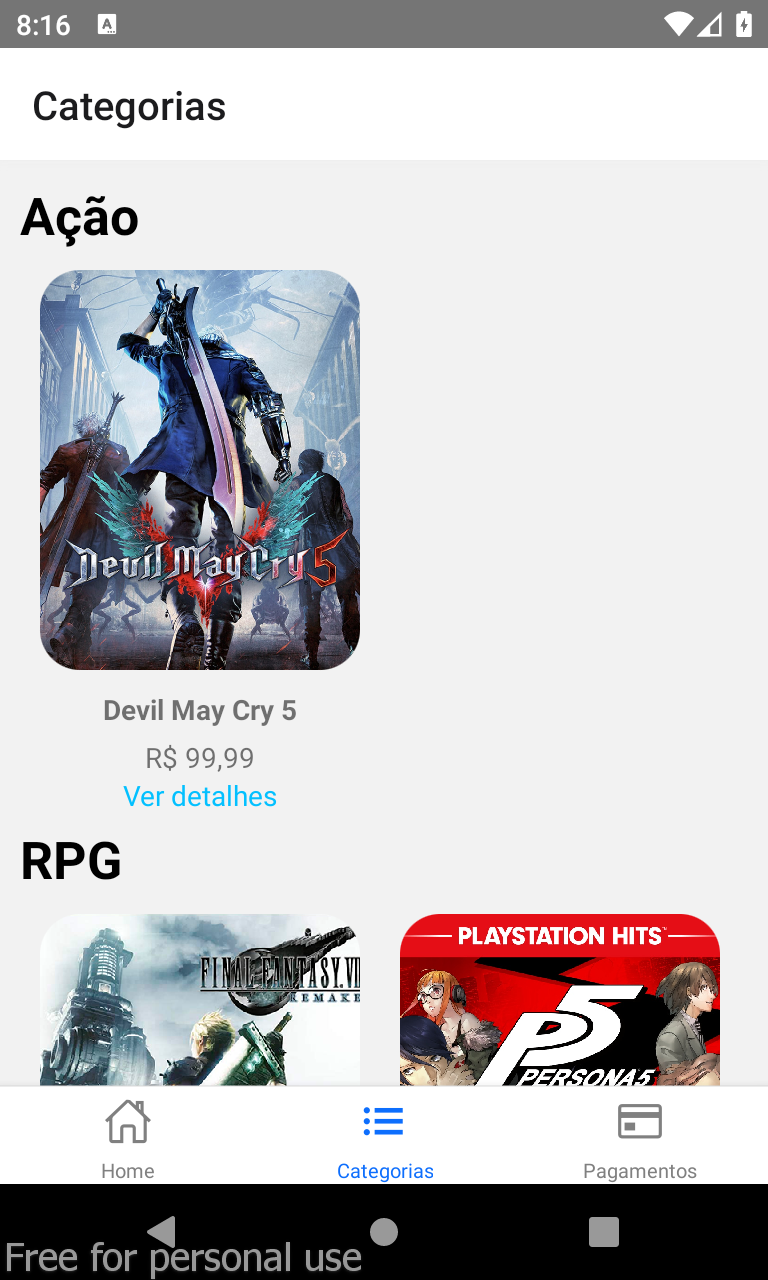 8:16
Categorias
Ação
Devil May Cry 5
Devil May Cry 5
R$ 99,99
Ver detalhes
RPG
FINAL FANTASY VII
REMAKE
PLAYSTATION HITS
P5
PERSONA5
Home
Categorias
Pagamentos
Free for personal use